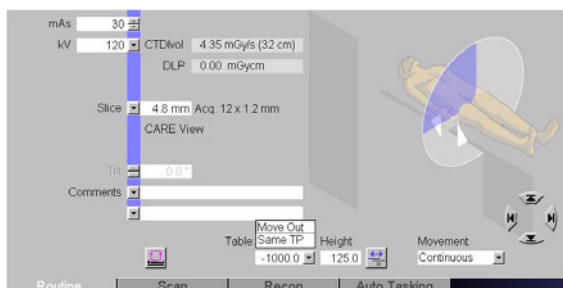 mAs 30
kV 120 CTDIvol 4.35 mGy/s (32 cm)
DLP 0.00 mGycm
Slice 4.8 mm Acq. 12 x 1.2 mm
CARE View
Tilt 0.0°
Comments
Move Out
Table: Same TP Height Movement
-1000.0 125.0 Continuous
Routine Scan Recon Auto Tasking